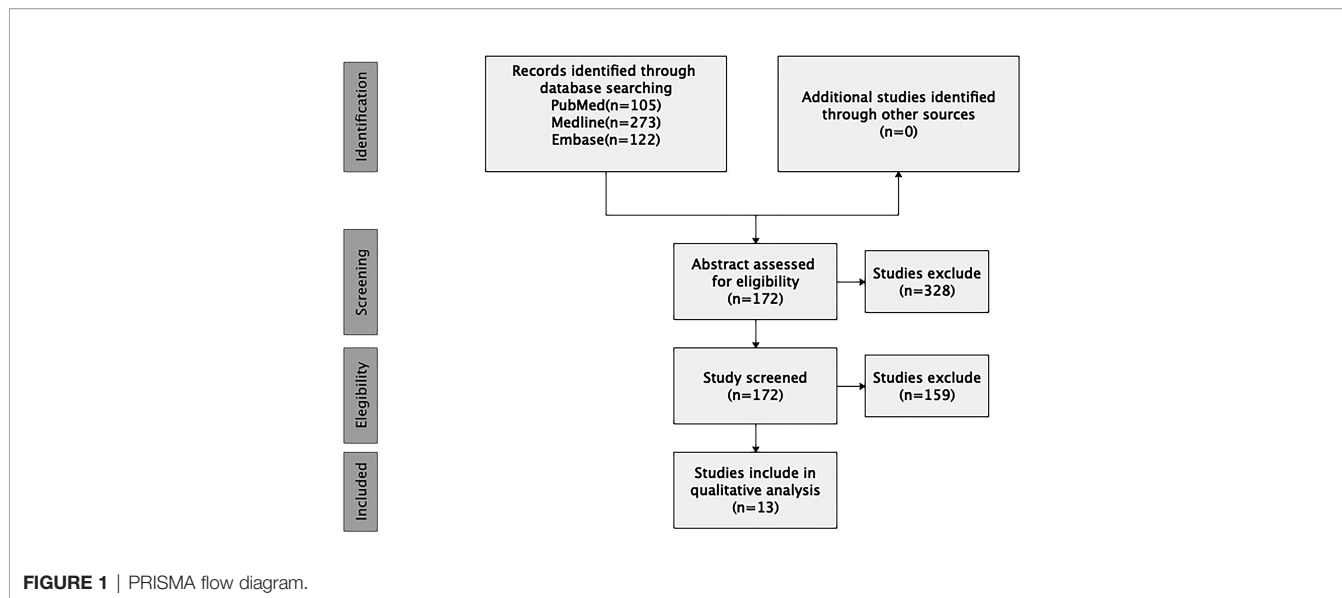 Identification
Records identified through
database searching
PubMed(n=105)
Medline(n=273)
Embase(n=122)
Additional studies identified
through other sources
(n=0)
Screening
Abstract assessed
for eligibility
(n=172)
Studies exclude
(n=328)
Elegibility
Study screened
(n=172)
Studies exclude
(n=159)
Included
Studies include in
qualitative analysis
(n=13)
FIGURE 1 | PRISMA flow diagram.